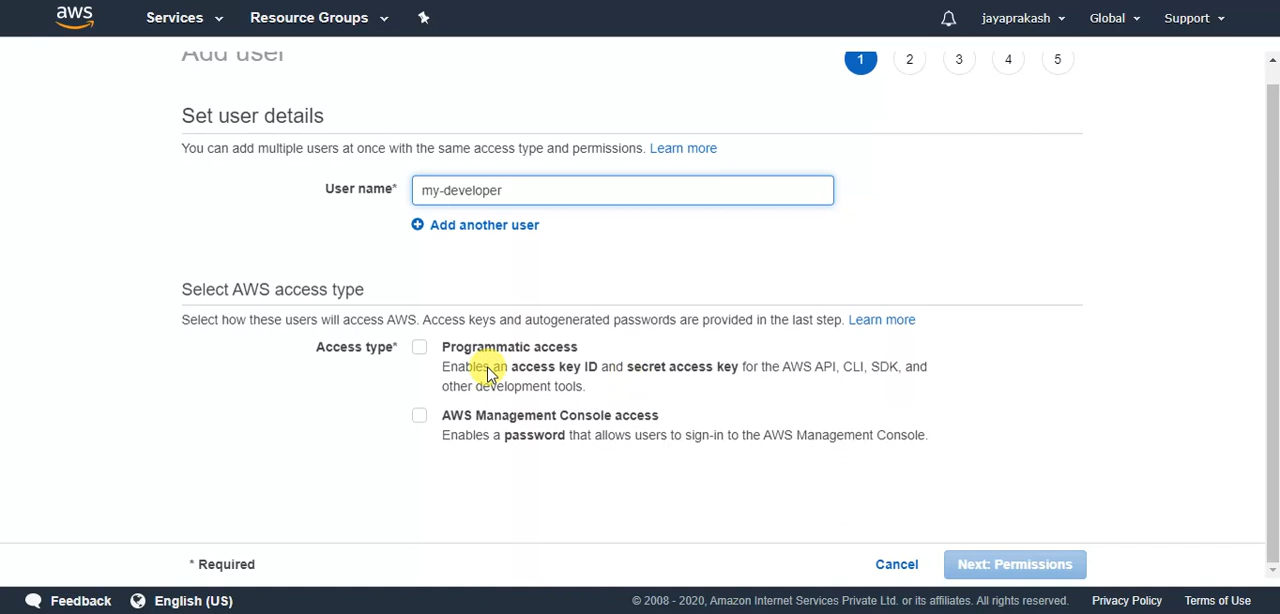 aws Services Resource Groups jayaprakash Global Support
Add user 1 2 3 4 5
Set user details
You can add multiple users at once with the same access type and permissions. Learn more
User name* my-developer
Add another user
Select AWS access type
Select how these users will access AWS. Access keys and autogenerated passwords are provided in the last step. Learn more
Access type* Programmatic access
Enables an access key ID and secret access key for the AWS API, CLI, SDK, and
other development tools.
AWS Management Console access
Enables a password that allows users to sign-in to the AWS Management Console.
* Required Cancel Next: Permissions
Feedback English (US) © 2008 - 2020, Amazon Internet Services Private Ltd. or its affiliates. All rights reserved. Privacy Policy Terms of Use